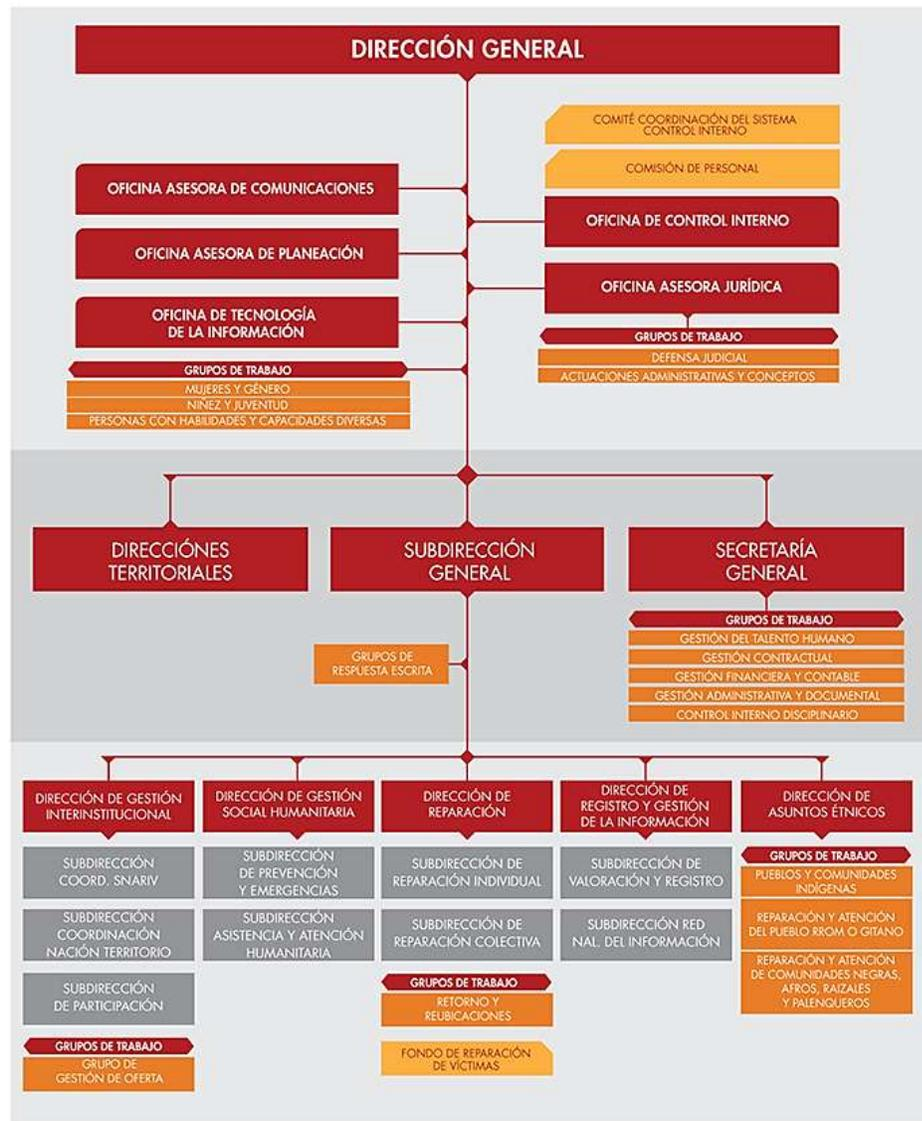 DIRECCIÓN GENERAL
COMITÉ COORDINACIÓN DEL SISTEMA
CONTROL INTERNO
COMISIÓN DE PERSONAL
OFICINA ASESORA DE COMUNICACIONES
OFICINA DE CONTROL INTERNO
OFICINA ASESORA DE PLANEACIÓN
OFICINA ASESORA JURÍDICA
OFICINA DE TECNOLOGÍA
DE LA INFORMACIÓN
GRUPOS DE TRABAJO
DEFENSA JUDICIAL
ACTUACIONES ADMINISTRATIVAS Y CONCEPTOS
GRUPOS DE TRABAJO
MUJERES Y GÉNERO
NIÑEZ Y JUVENTUD
PERSONAS CON HABILIDADES Y CAPACIDADES DIVERSAS
DIRECCIÓNES
TERRITORIALES
SUBDIRECCIÓN
GENERAL
SECRETARÍA
GENERAL
GRUPOS DE TRABAJO
GESTIÓN DEL TALENTO HUMANO
GESTIÓN CONTRACTUAL
GESTIÓN FINANCIERA Y CONTABLE
GESTIÓN ADMINISTRATIVA Y DOCUMENTAL
CONTROL INTERNO DISCIPLINARIO
GRUPOS DE
RESPUESTA ESCRITA
DIRECCIÓN DE GESTIÓN
INTERINSTITUCIONAL
SUBDIRECCIÓN
COORD. SNARIV
SUBDIRECCIÓN
COORDINACIÓN
NACIÓN TERRITORIO
SUBDIRECCIÓN
DE PARTICIPACIÓN
GRUPOS DE TRABAJO
GRUPO DE
GESTIÓN DE OFERTA
DIRECCIÓN DE GESTIÓN
SOCIAL HUMANITARIA
SUBDIRECCIÓN
DE PREVENCIÓN
Y EMERGENCIAS
SUBDIRECCIÓN
ASISTENCIA Y ATENCIÓN
HUMANITARIA
DIRECCIÓN DE
REPARACIÓN
SUBDIRECCIÓN DE
REPARACIÓN INDIVIDUAL
SUBDIRECCIÓN DE
REPARACIÓN COLECTIVA
GRUPOS DE TRABAJO
RETORNO Y
REUBICACIONES
FONDO DE REPARACIÓN
DE VÍCTIMAS
DIRECCIÓN DE
REGISTRO Y GESTIÓN
DE LA INFORMACIÓN
SUBDIRECCIÓN DE
VALORACIÓN Y REGISTRO
SUBDIRECCIÓN RED
NAL. DEL INFORMACIÓN
DIRECCIÓN DE
ASUNTOS ÉTNICOS
GRUPOS DE TRABAJO
PUEBLOS Y COMUNIDADES
INDÍGENAS
REPARACIÓN Y ATENCIÓN
DEL PUEBLO RROM O GITANO
REPARACIÓN Y ATENCIÓN
DE COMUNIDADES NEGRAS,
AFROS, RAIZALES
Y PALENQUEROS